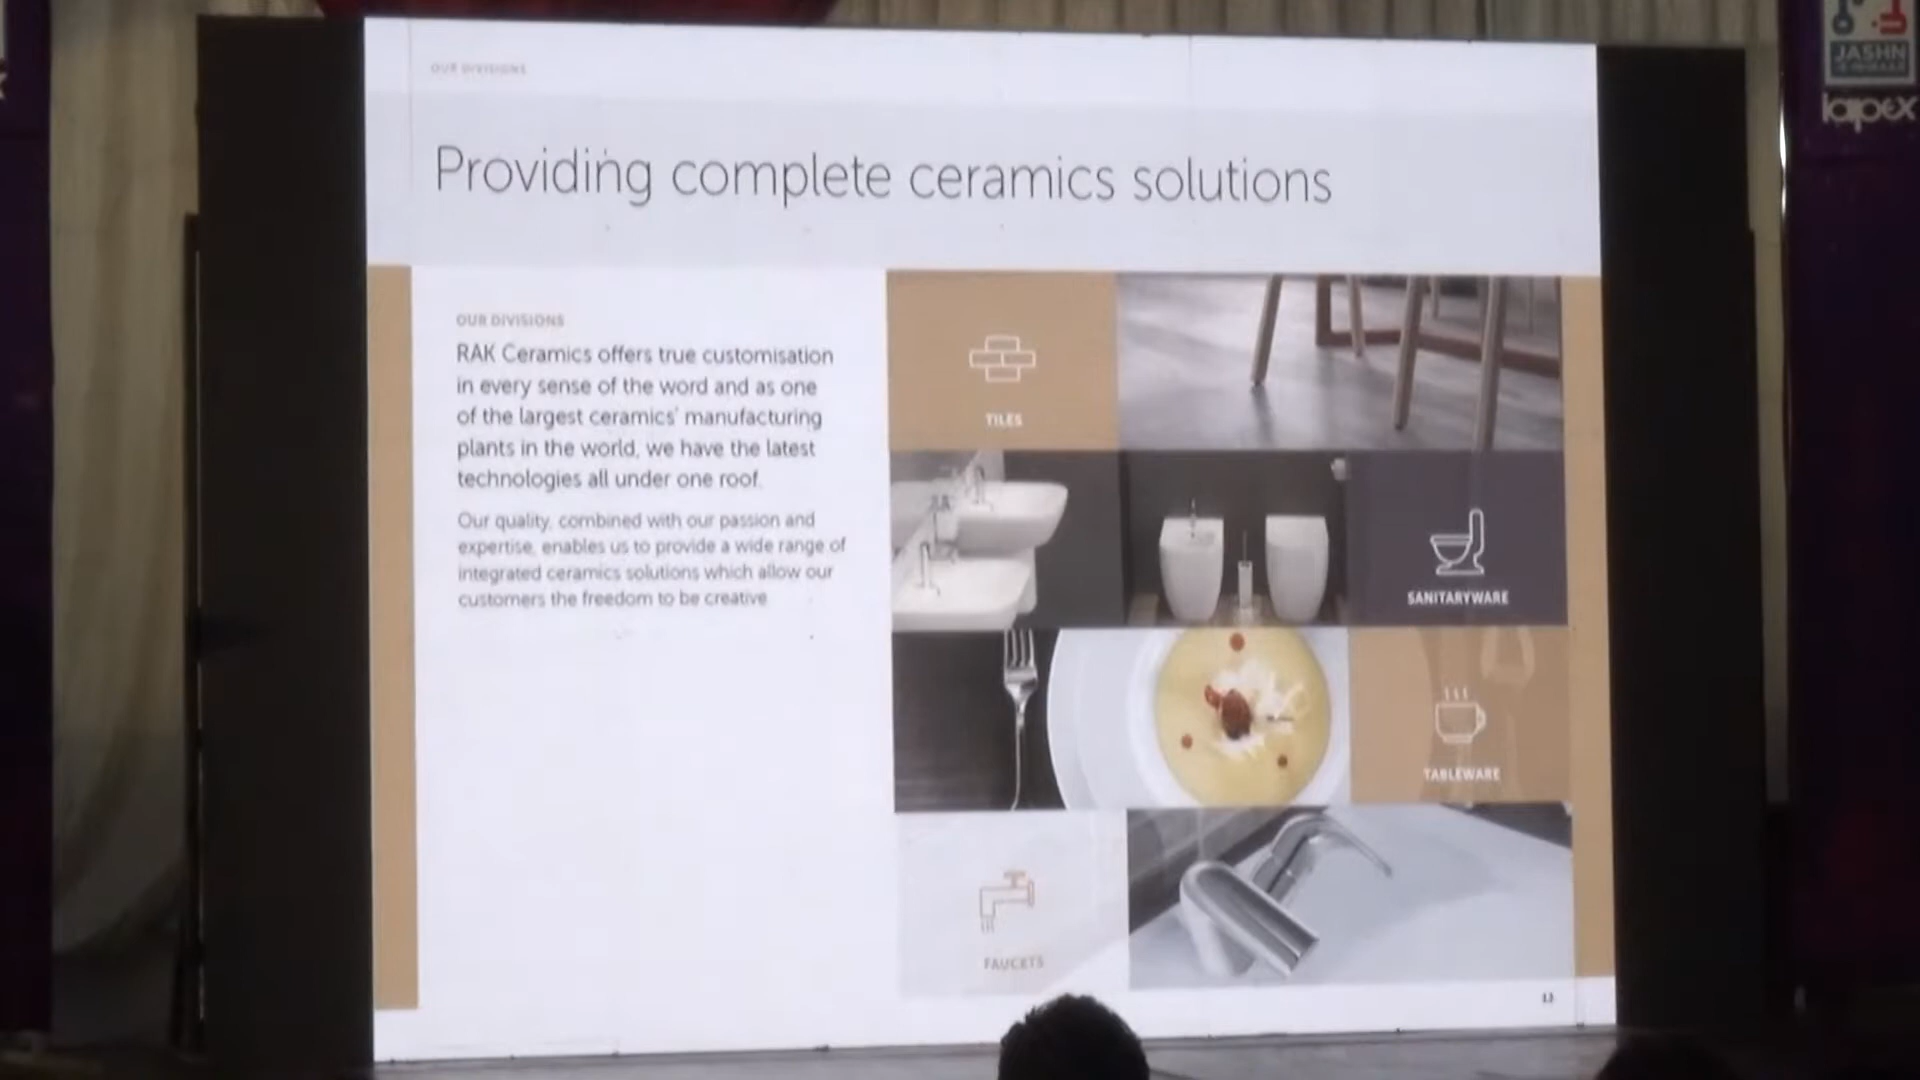 OUR DIVISIONS
JASHN
lapex
Providing complete ceramics solutions
OUR DIVISIONS
RAK Ceramics offers true customisation
in every sense of the word and as one
of the largest ceramics' manufacturing
plants in the world, we have the latest
technologies all under one roof.
Our quality, combined with our passion and
expertise, enables us to provide a wide range of
integrated ceramics solutions which allow our
customers the freedom to be creative
TILES
SANITARYWARE
TABLEWARE
FAUCETS